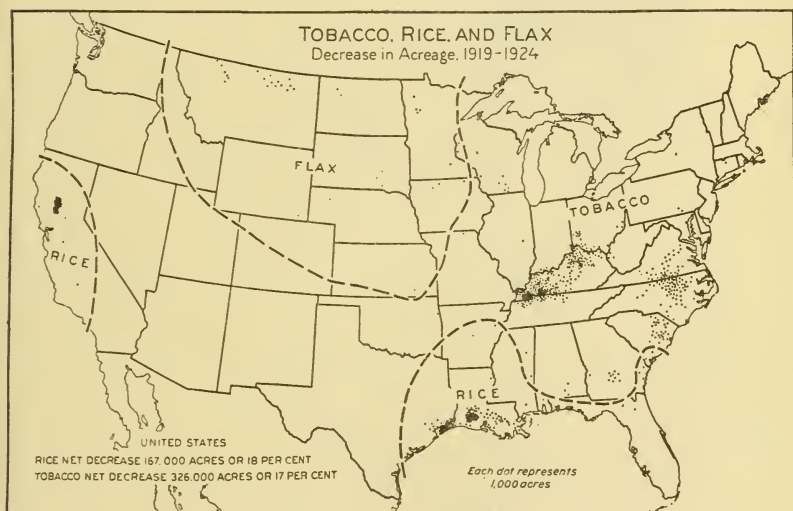 TOBACCO, RICE, AND FLAX
Decrease in Acreage, 1919-1924
FLAX
TOBACCO
RICE
RICE
UNITED STATES
RICE NET DECREASE 167,000 ACRES OR 18 PER CENT
TOBACCO NET DECREASE 326,000 ACRES OR 17 PER CENT
Each dot represents
1,000 acres